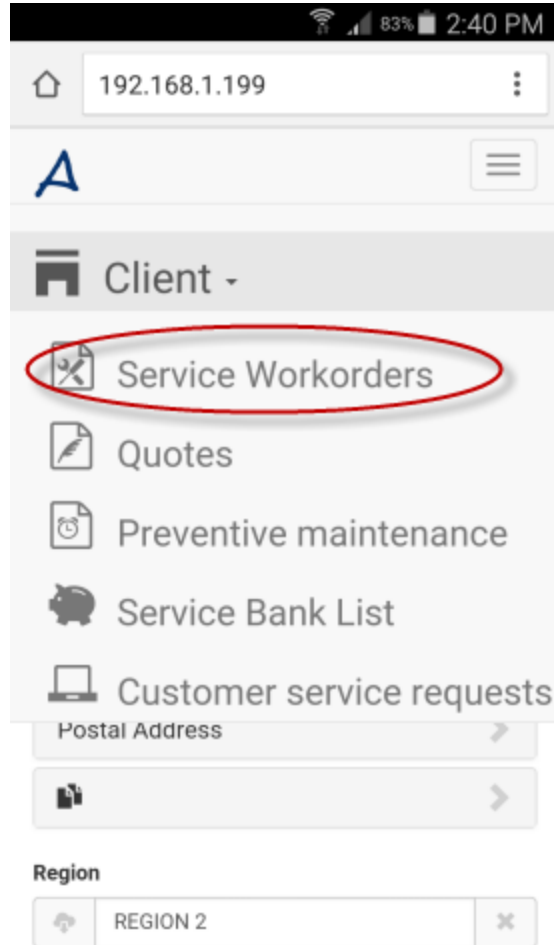 83% 2:40 PM
192.168.1.199
A
Client
Service Workorders
Quotes
Preventive maintenance
Service Bank List
Customer service requests
Postal Address
Region
REGION 2